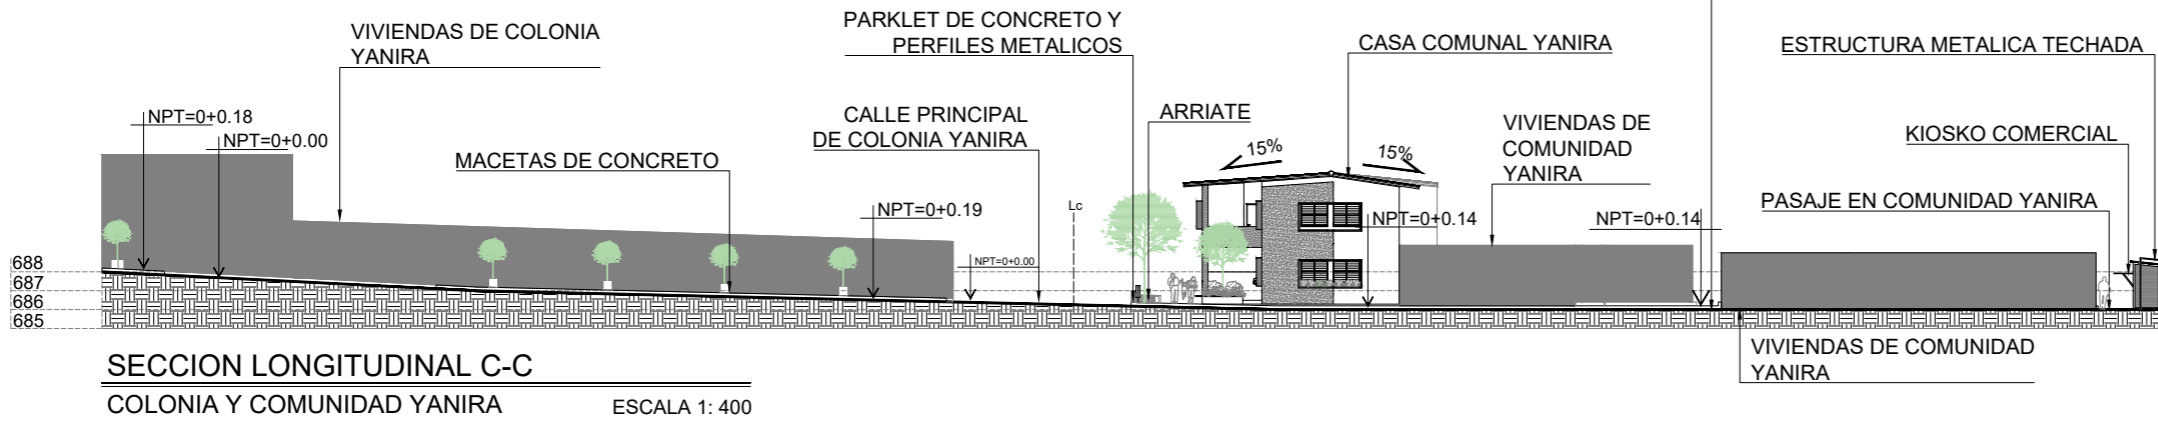 VIVIENDAS DE COLONIA
YANIRA
NPT=0+0.18
NPT=0+0.00
MACETAS DE CONCRETO
PARKLET DE CONCRETO Y
PERFILES METALICOS
CALLE PRINCIPAL
DE COLONIA YANIRA
NPT=0+0.19
NPT=0+0.00
Lc
ARRIATE
15%
15%
CASA COMUNAL YANIRA
NPT=0+0.14
VIVIENDAS DE
COMUNIDAD
YANIRA
NPT=0+0.14
ESTRUCTURA METALICA TECHADA
KIOSKO COMERCIAL
PASAJE EN COMUNIDAD YANIRA
688
687
686
685
VIVIENDAS DE COMUNIDAD
YANIRA
SECCION LONGITUDINAL C-C
COLONIA Y COMUNIDAD YANIRA
ESCALA 1: 400